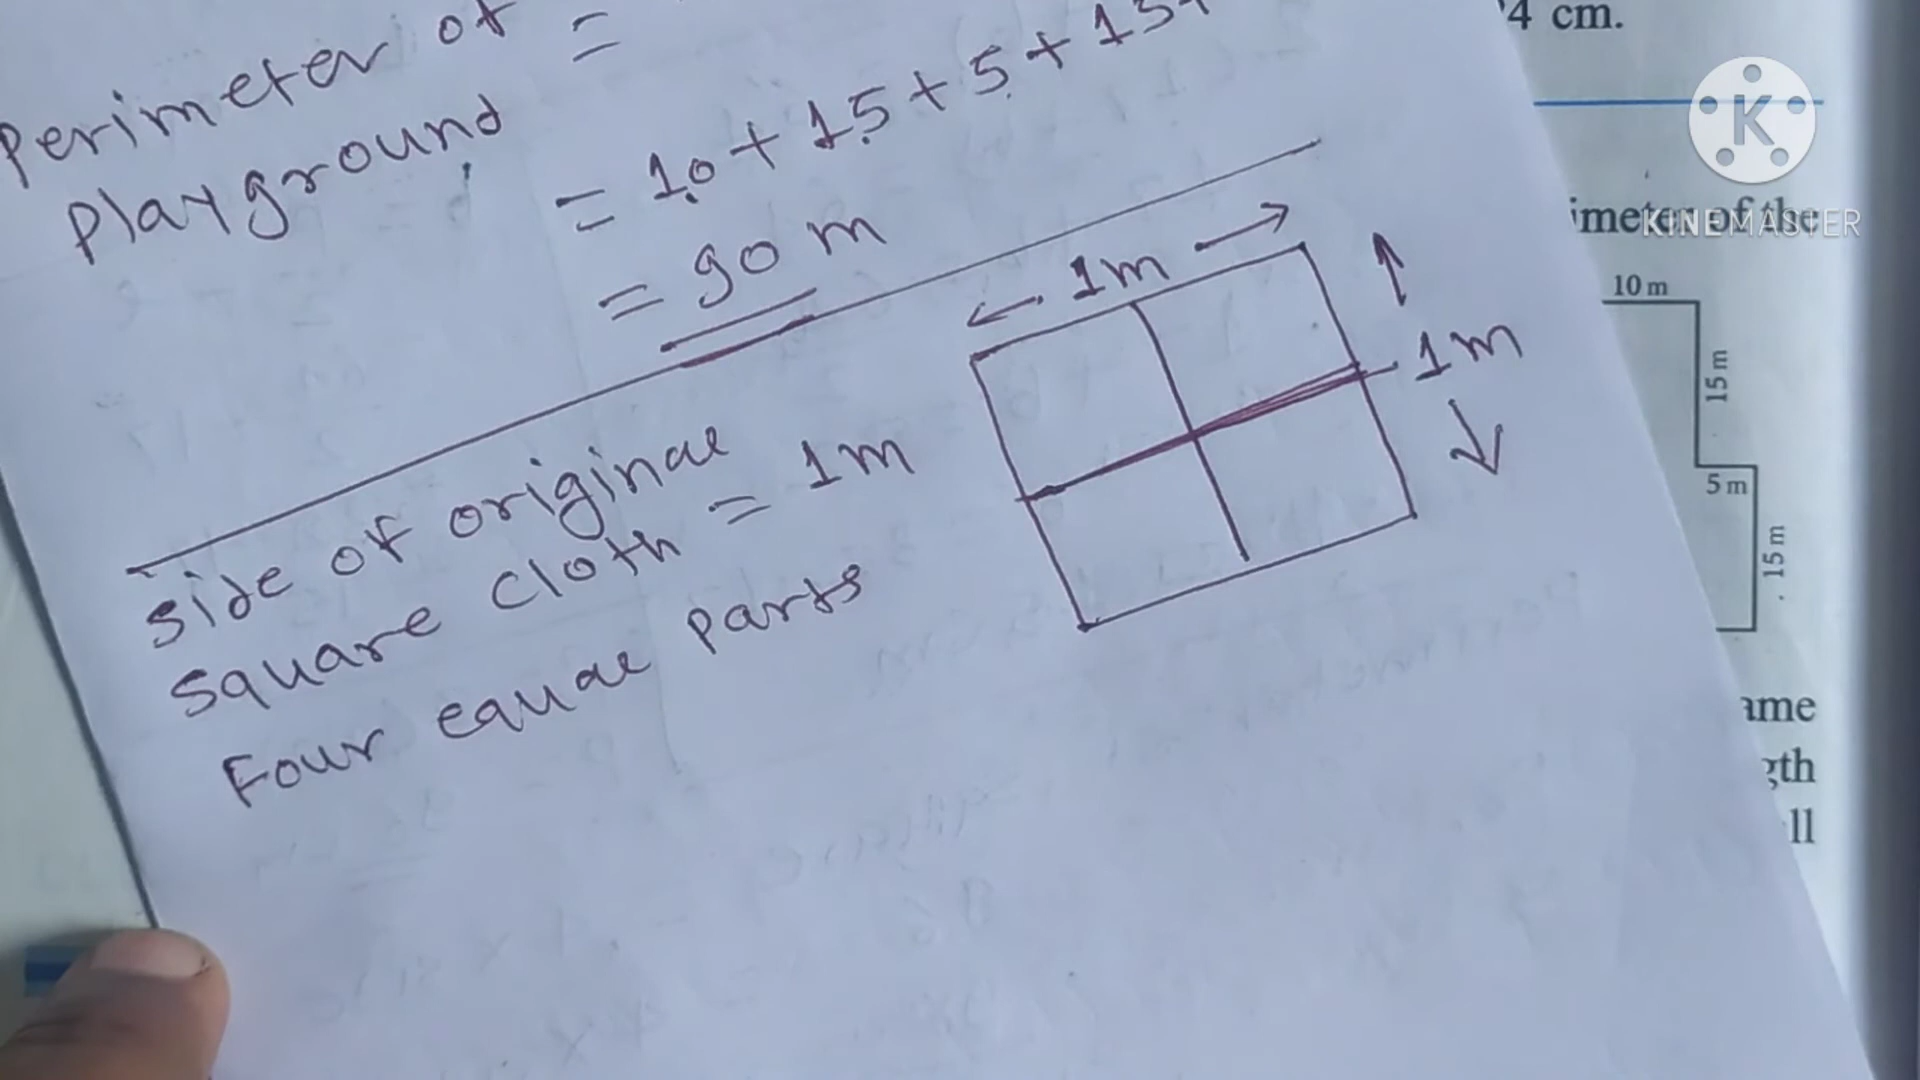 Perimeter of =
Playground
= 10 + 15 + 5 + 15+
= 90 m
← 1m →
1m
side of original
square cloth = 1m
Four equal parts
4 cm.
K
KINEMASTER
imeter of the
10 m
15 m
5 m
15 m
ame
gth
ll